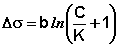 Δσ = b ln(C/K + 1)